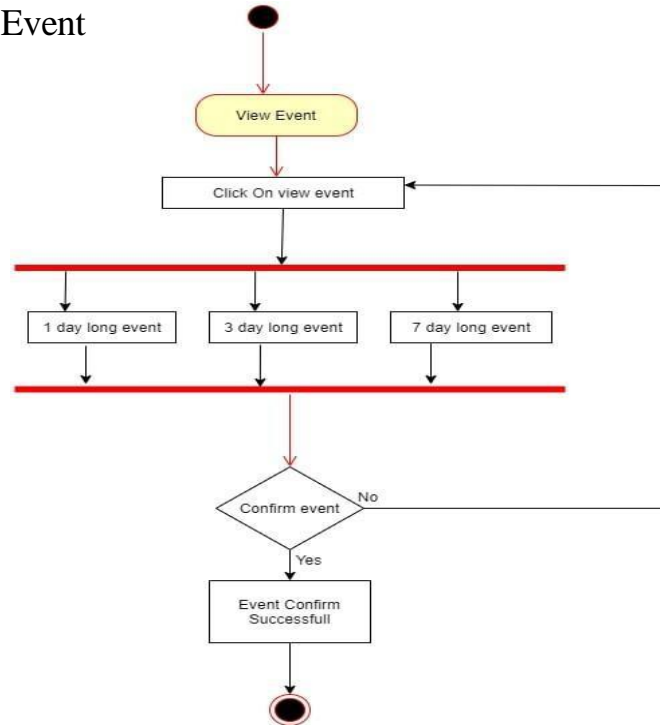 Event
View Event
Click On view event
1 day long event
3 day long event
7 day long event
Confirm event
No
Yes
Event Confirm
Successfull